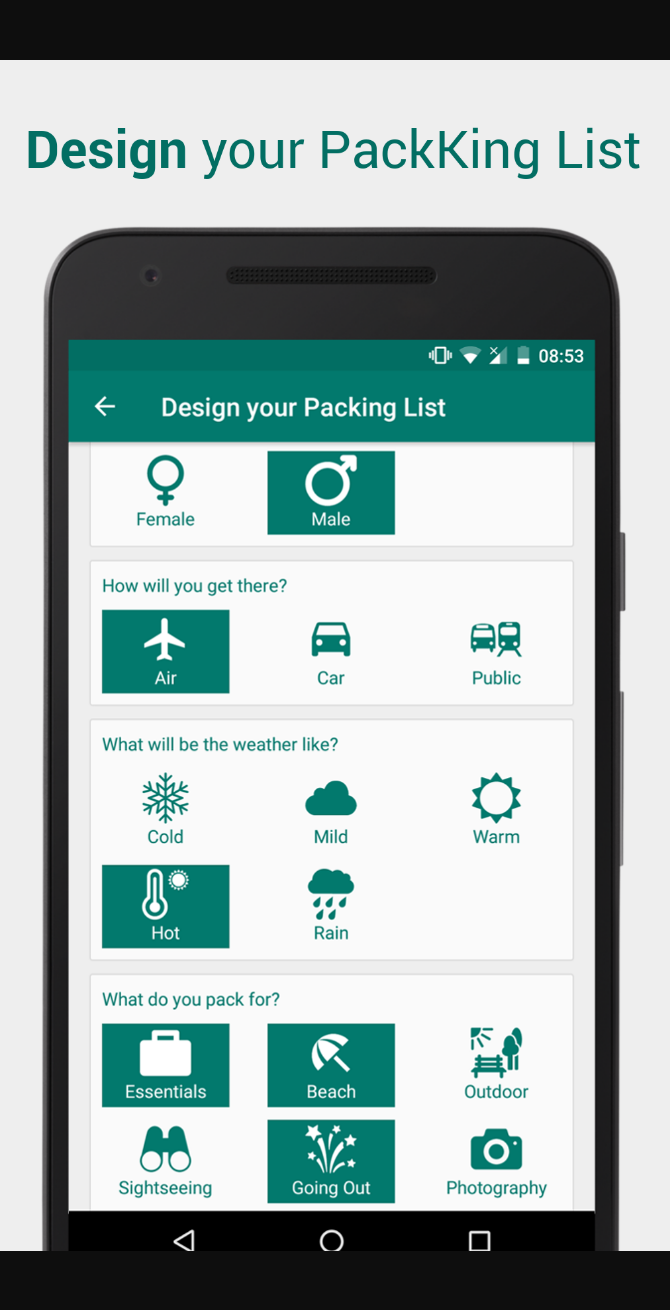 Design your PackKing List
08:53
Design your Packing List
Female Male
How will you get there?
Air Car Public
What will be the weather like?
Cold Mild Warm
Hot Rain
What do you pack for?
Essentials Beach Outdoor
Sightseeing Going Out Photography